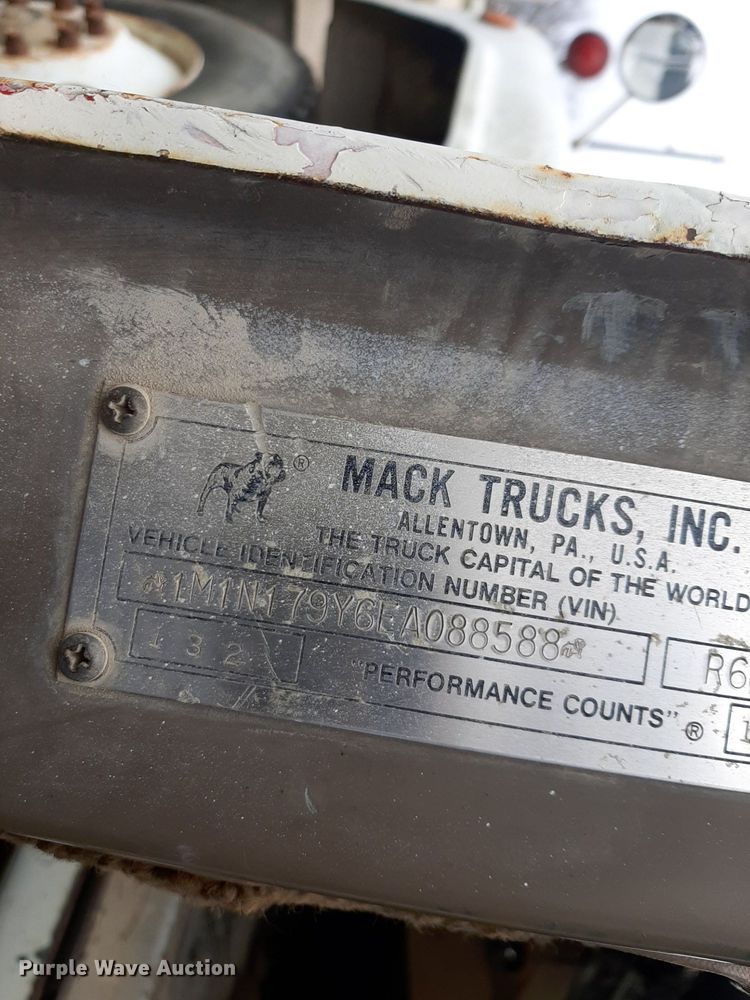 ®
MACK TRUCKS, INC.
ALLENTOWN, PA., U.S.A.
THE TRUCK CAPITAL OF THE WORLD
VEHICLE IDENTIFICATION NUMBER (VIN)
1M1N179Y6LA088588
132
"PERFORMANCE COUNTS"®
Purple Wave Auction